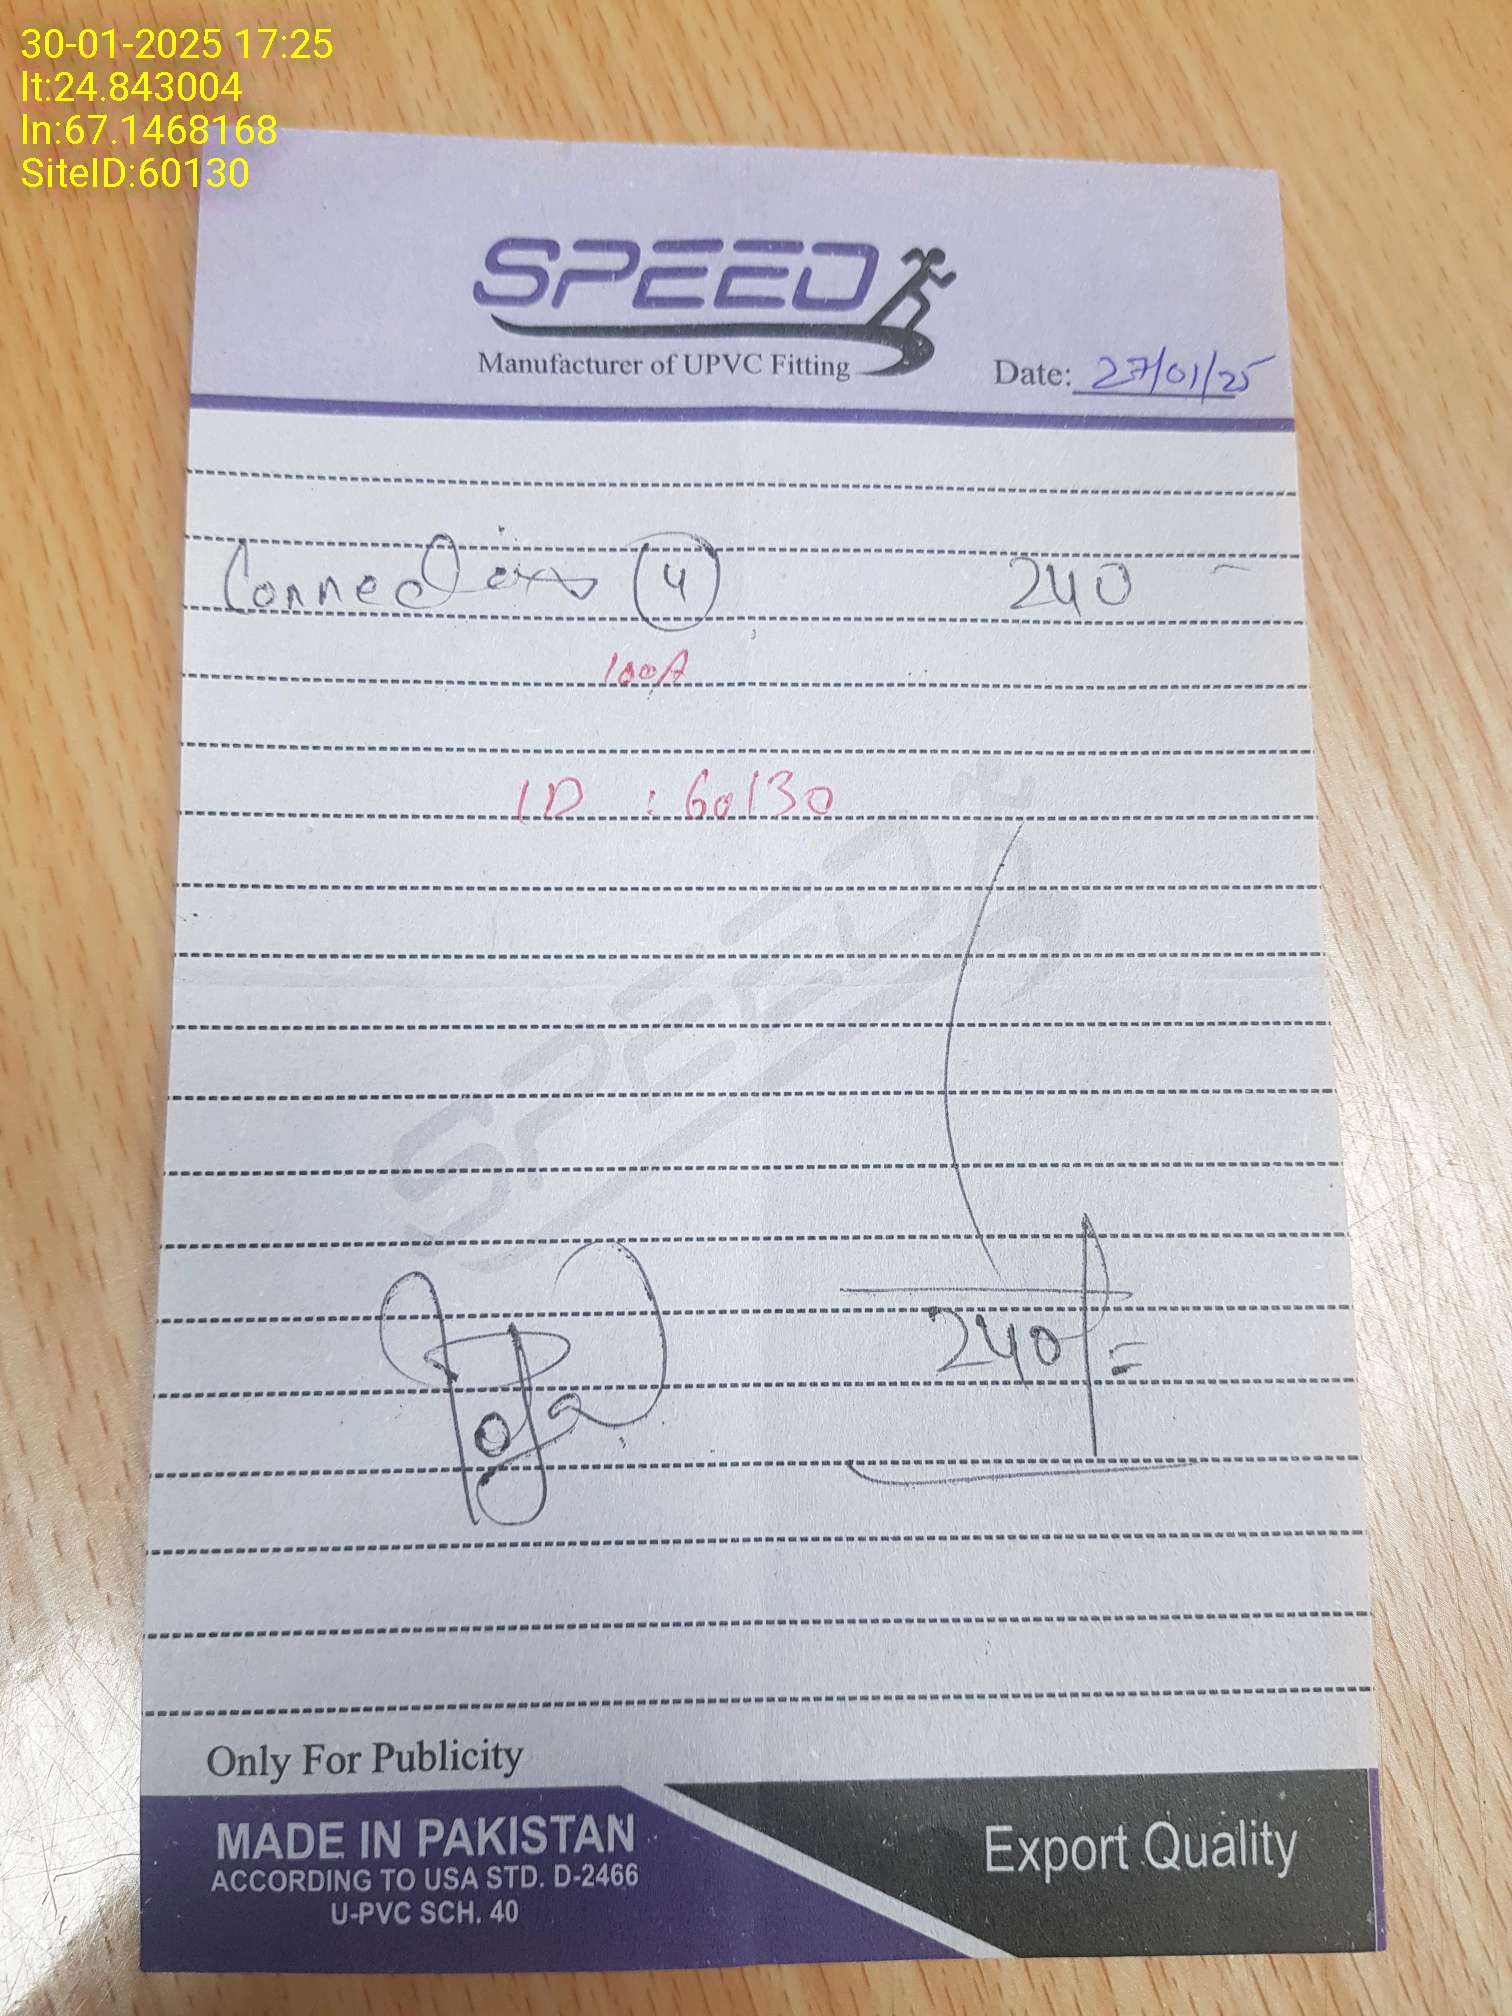 30-01-2025 17:25
lt:24.843004
ln:67.1468168
SiteID:60130
SPEED
Manufacturer of UPVC Fitting
Date: 27/01/25
4 240
100A
ID : 60130
SPEED
240/=
Only For Publicity
MADE IN PAKISTAN
ACCORDING TO USA STD. D-2466
U-PVC SCH. 40
Export Quality